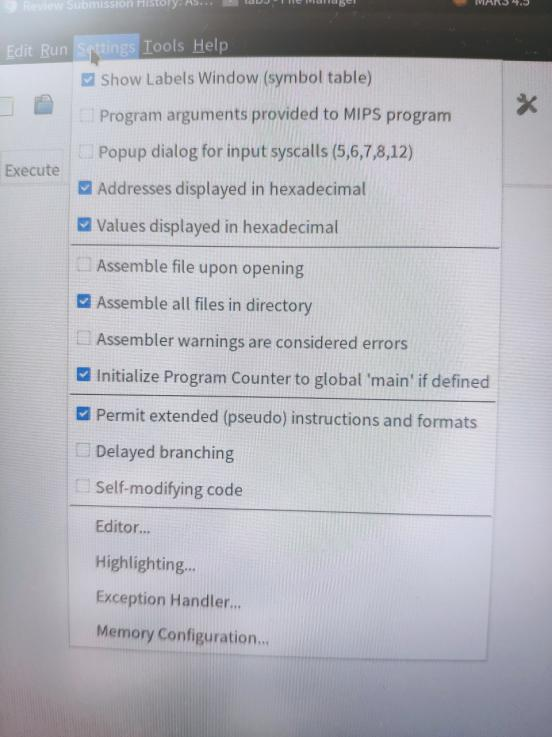 Review Submission History: As...
MARS 4.5
Edit Run Settings Tools Help
Show Labels Window (symbol table)
Program arguments provided to MIPS program
Popup dialog for input syscalls (5,6,7,8,12)
Execute
Addresses displayed in hexadecimal
Values displayed in hexadecimal
Assemble file upon opening
Assemble all files in directory
Assembler warnings are considered errors
Initialize Program Counter to global 'main' if defined
Permit extended (pseudo) instructions and formats
Delayed branching
Self-modifying code
Editor...
Highlighting...
Exception Handler...
Memory Configuration...